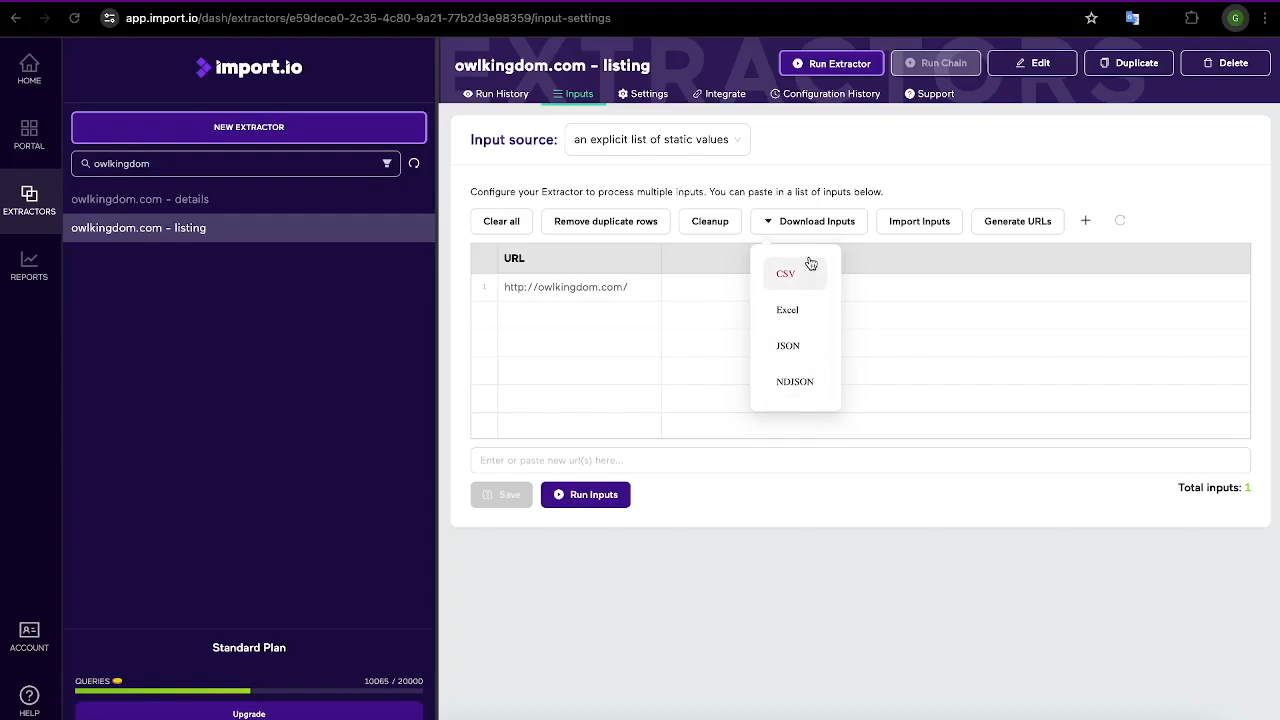 app.import.io/dash/extractors/e59dece0-2c35-4c80-9a21-77b2d3e98359/input-settings
G
HOME
PORTAL
EXTRACTORS
REPORTS
ACCOUNT
HELP
import.io
NEW EXTRACTOR
owlkingdom
owlkingdom.com - details
owlkingdom.com - listing
Standard Plan
QUERIES 10065 / 20000
Upgrade
EXTRACTORS
owlkingdom.com - listing
Run Extractor
Run Chain
Edit
Duplicate
Delete
Run History
Inputs
Settings
Integrate
Configuration History
Support
Input source: an explicit list of static values
Configure your Extractor to process multiple inputs. You can paste in a list of inputs below.
Clear all
Remove duplicate rows
Cleanup
Download Inputs
Import Inputs
Generate URLs
URL
1 http://owlkingdom.com/
CSV
Excel
JSON
NDJSON
Enter or paste new url(s) here...
Save
Run Inputs
Total inputs: 1